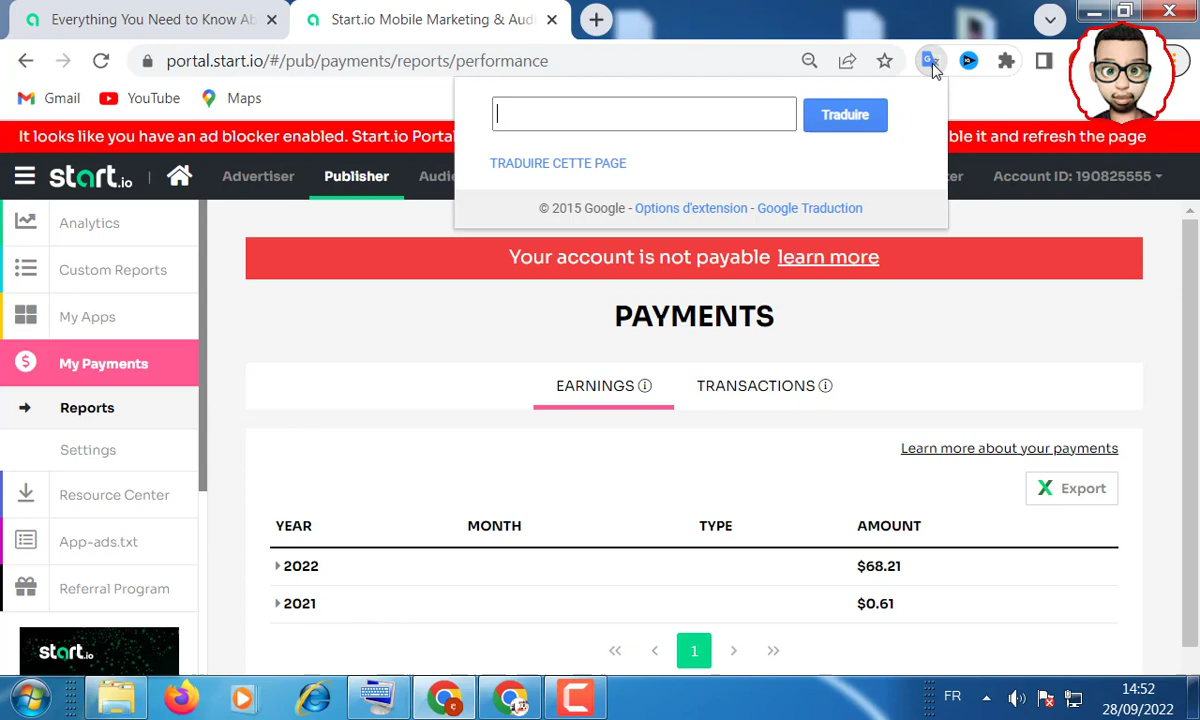 Everything You Need to Know Ab
Start.io Mobile Marketing & Audi
portal.start.io/#/pub/payments/reports/performance
Gmail
YouTube
Maps
Traduire
TRADUIRE CETTE PAGE
© 2015 Google - Options d'extension - Google Traduction
It looks like you have an ad blocker enabled. Start.io Portal
ble it and refresh the page
start.io
Advertiser
Publisher
Audie
ter
Account ID: 190825555
Analytics
Custom Reports
My Apps
My Payments
Reports
Settings
Resource Center
App-ads.txt
Referral Program
start.io
Your account is not payable learn more
PAYMENTS
EARNINGS
TRANSACTIONS
Learn more about your payments
Export
YEAR MONTH TYPE AMOUNT
2022 $68.21
2021 $0.61
« ‹ 1 › »
FR
14:52
28/09/2022